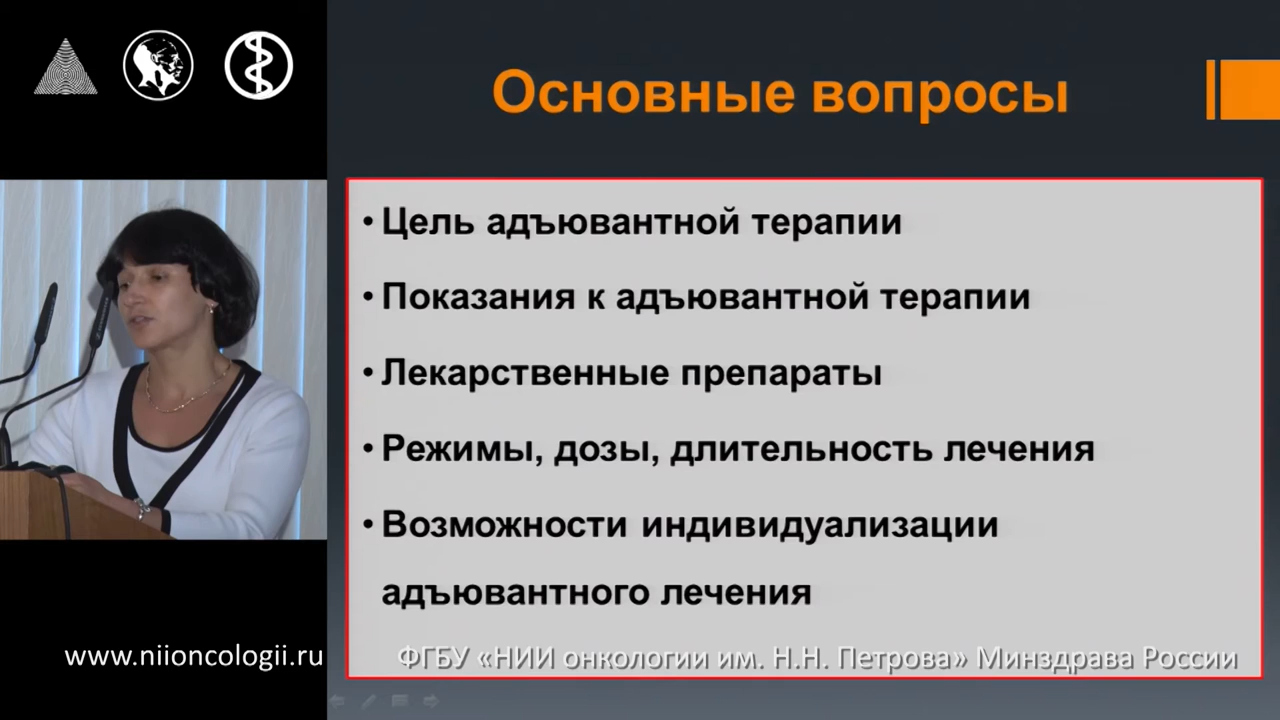 Основные вопросы
• Цель адъювантной терапии
• Показания к адъювантной терапии
• Лекарственные препараты
• Режимы, дозы, длительность лечения
• Возможности индивидуализации
адъювантного лечения
www.niioncologii.ru
ФГБУ «НИИ онкологии им. Н.Н. Петрова» Минздрава России